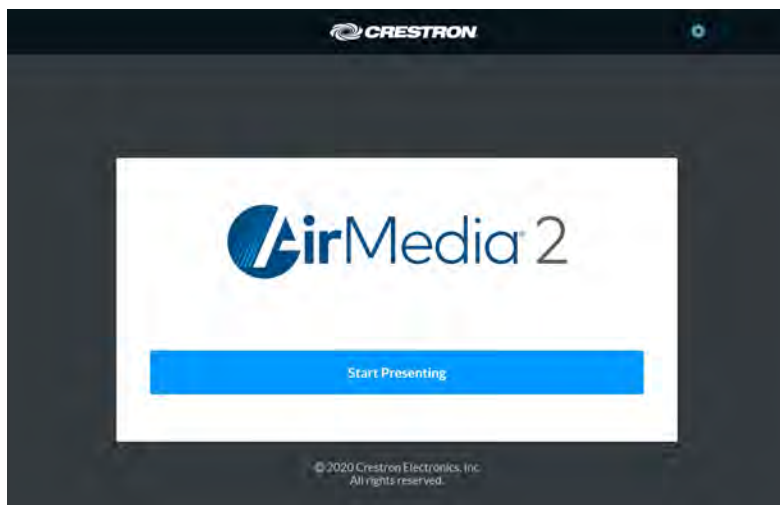 CRESTRON
AirMedia 2
Start Presenting
© 2020 Crestron Electronics, Inc.
All rights reserved.